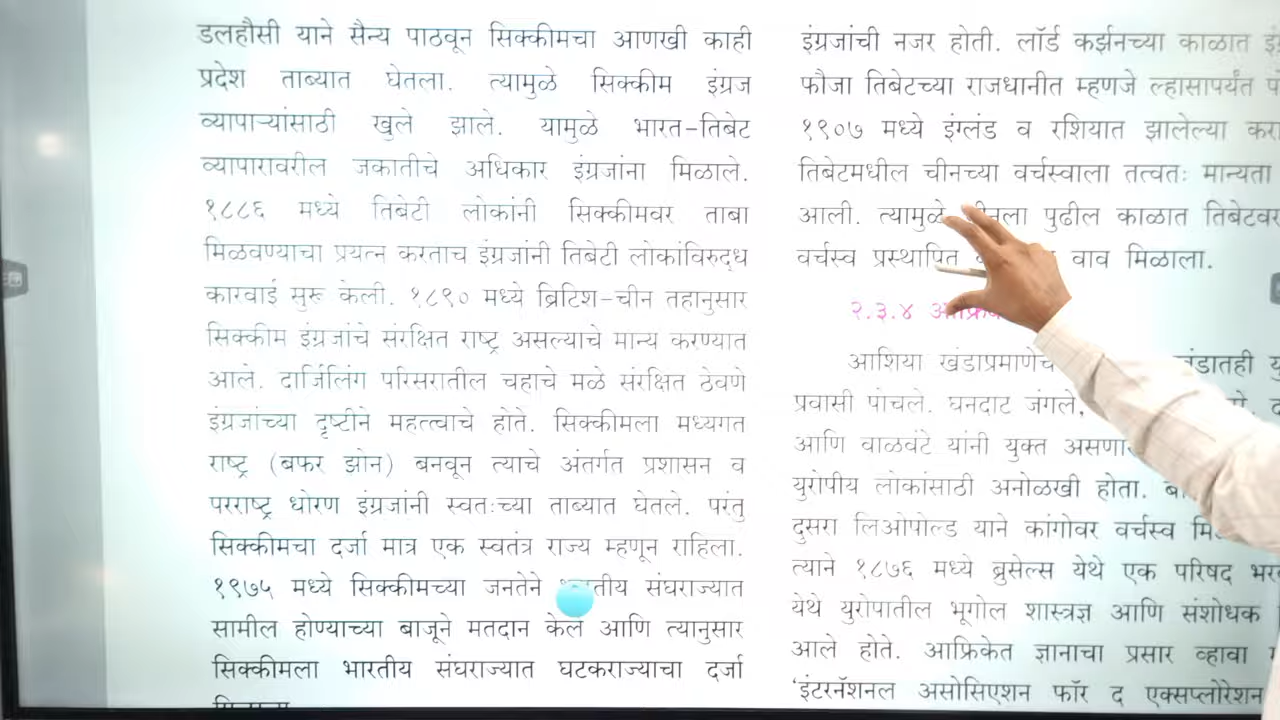 डलहौसी याने सैन्य पाठवून सिक्कीमचा आणखी काही
प्रदेश ताब्यात घेतला. त्यामुळे सिक्कीम इंग्रज
व्यापाऱ्यांसाठी खुले झाले. यामुळे भारत-तिबेट
व्यापारावरील जकातीचे अधिकार इंग्रजांना मिळाले.
१८८६ मध्ये तिबेटी लोकांनी सिक्कीमवर ताबा
मिळवण्याचा प्रयत्न करताच इंग्रजांनी तिबेटी लोकांविरुद्ध
कारवाई सुरू केली. १८९० मध्ये ब्रिटिश-चीन तहानुसार
सिक्कीम इंग्रजांचे संरक्षित राष्ट्र असल्याचे मान्य करण्यात
आले. दार्जिलिंग परिसरातील चहाचे मळे संरक्षित ठेवणे
इंग्रजांच्या दृष्टीने महत्त्वाचे होते. सिक्कीमला मध्यगत
राष्ट्र (बफर झोन) बनवून त्याचे अंतर्गत प्रशासन व
परराष्ट्र धोरण इंग्रजांनी स्वतःच्या ताब्यात घेतले. परंतु
सिक्कीमचा दर्जा मात्र एक स्वतंत्र राज्य म्हणून राहिला.
१९७५ मध्ये सिक्कीमच्या जनतेने संघराज्यात
सामील होण्याच्या बाजूने मतदान केले आणि त्यानुसार
सिक्कीमला भारतीय संघराज्यात घटकराज्याचा दर्जा
इंग्रजांची नजर होती. लॉर्ड कर्झनच्या काळात
फौजा तिबेटच्या राजधानीत म्हणजे ल्हासापर्यंत
१९०७ मध्ये इंग्लंड व रशियात झालेल्या
तिबेटमधील चीनच्या वर्चस्वाला तत्वतः मान्यता
आली. त्यामुळे पुढील काळात
वर्चस्व प्रस्थापित वाव मिळाला.
२.३.४
आशिया
प्रवासी पोचले. घनदाट जंगले,
आणि वाळवंटे यांनी युक्त
युरोपीय लोकांसाठी अनोळखी होता.
दुसरा लिओपोल्ड याने कांगोवर वर्चस्व
त्याने १८७६ मध्ये ब्रुसेल्स येथे एक परिषद
येथे युरोपातील भूगोल शास्त्रज्ञ आणि संशोधक
आले होते. आफ्रिकेत ज्ञानाचा प्रसार व्हावा
‘इंटरनॅशनल असोसिएशन फॉर द एक्सप्लोरेशन